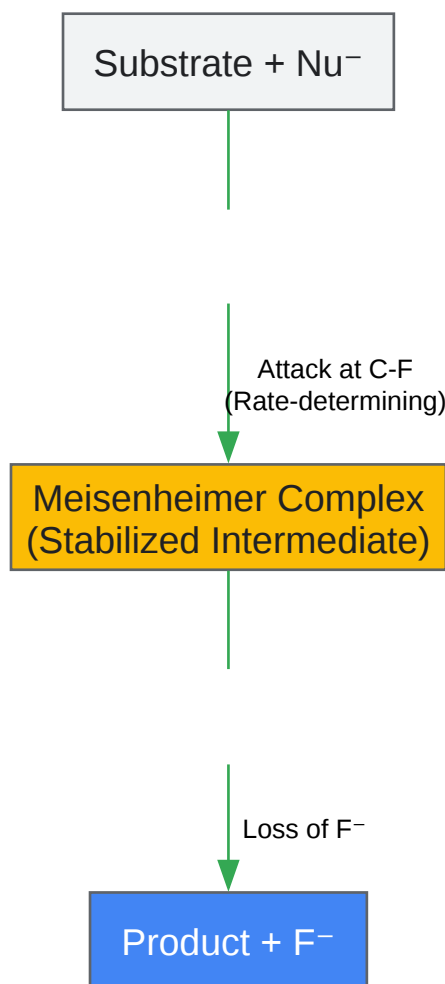 Substrate + Nu⁻
Attack at C-F
(Rate-determining)
Meisenheimer Complex
(Stabilized Intermediate)
Loss of F⁻
Product + F⁻